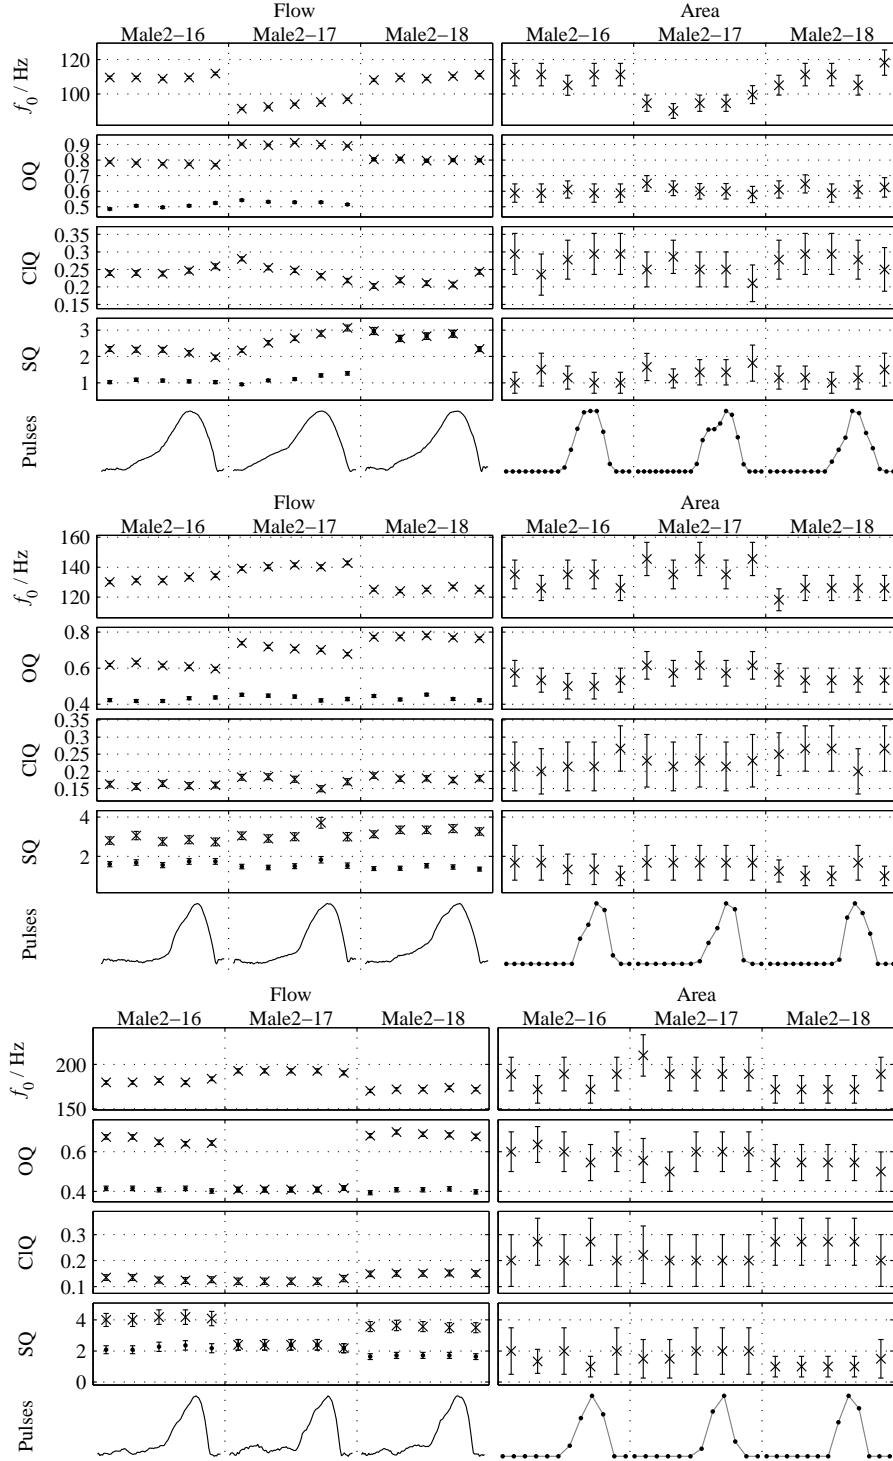 Flow Area
Male2−16 Male2−17 Male2−18 Male2−16 Male2−17 Male2−18
f0 / Hz
120
100
OQ
0.9
0.8
0.7
0.6
0.5
ClQ
0.35
0.3
0.25
0.2
0.15
SQ
3
2
1
Pulses
Flow Area
Male2−16 Male2−17 Male2−18 Male2−16 Male2−17 Male2−18
f0 / Hz
160
140
120
OQ
0.8
0.6
0.4
ClQ
0.35
0.3
0.25
0.2
0.15
SQ
4
2
Pulses
Flow Area
Male2−16 Male2−17 Male2−18 Male2−16 Male2−17 Male2−18
f0 / Hz
200
150
OQ
0.6
0.4
ClQ
0.3
0.2
0.1
SQ
4
2
0
Pulses